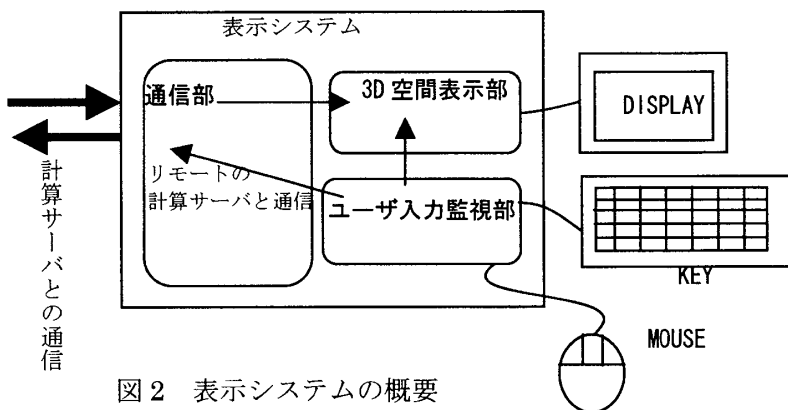 表示システム
通信部
3D 空間表示部
DISPLAY
リモートの
計算サーバと通信
ユーザ入力監視部
KEY
MOUSE
計算サーバとの通信
図2 表示システムの概要